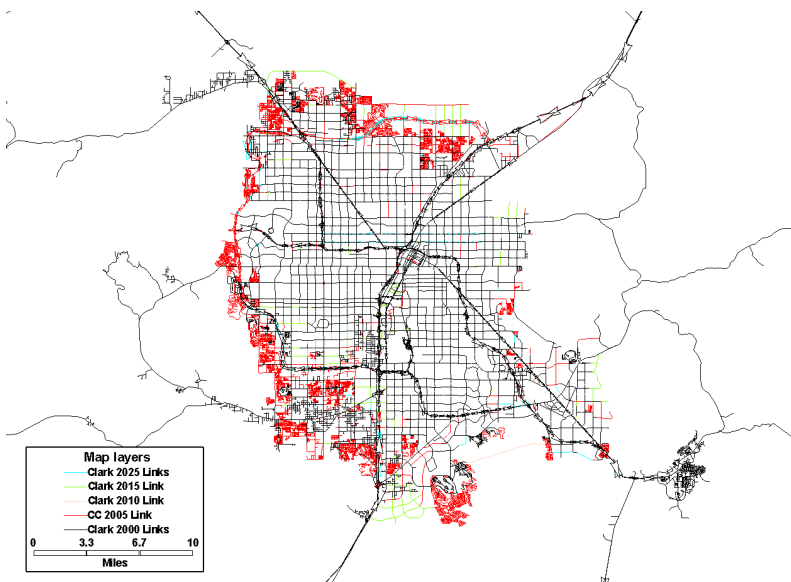 Map layers
Clark 2025 Links
Clark 2015 Link
Clark 2010 Link
CC 2005 Link
Clark 2000 Links
0 3.3 6.7 10
Miles